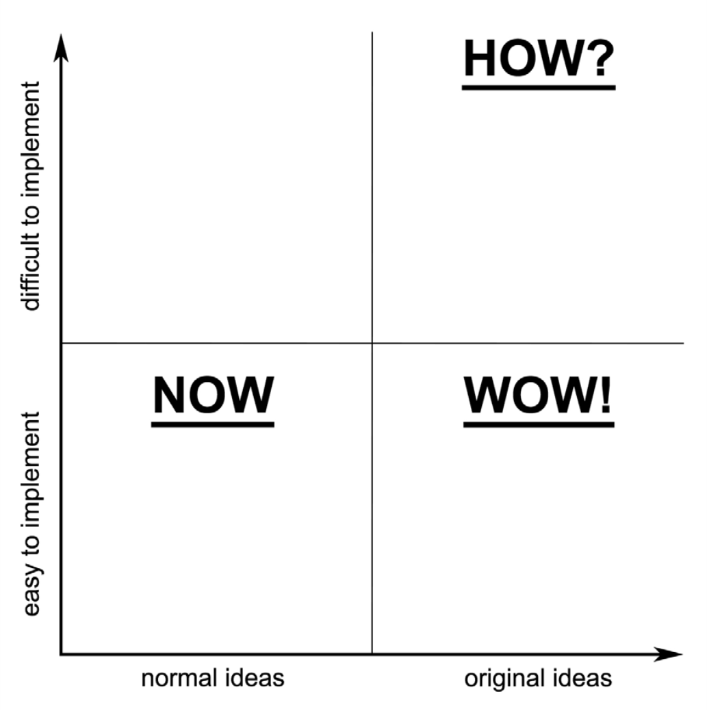 HOW?
difficult to implement
NOW
WOW!
easy to implement
normal ideas
original ideas